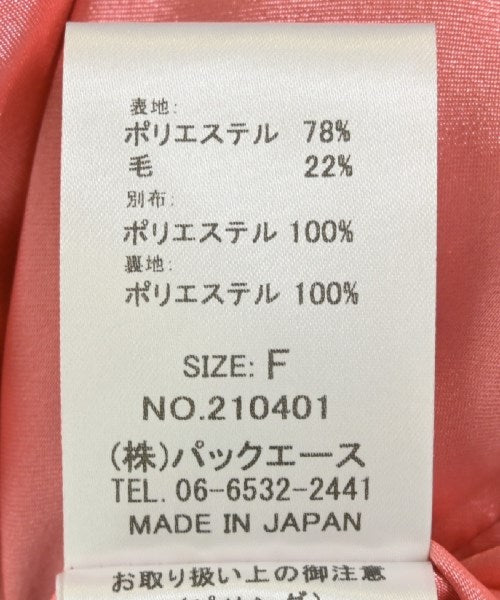 表地:
ポリエステル 78%
毛 22%
別布:
ポリエステル 100%
裏地:
ポリエステル 100%
SIZE: F
NO.210401
(株)パックエース
TEL. 06-6532-2441
MADE IN JAPAN
お取り扱い上の御注意